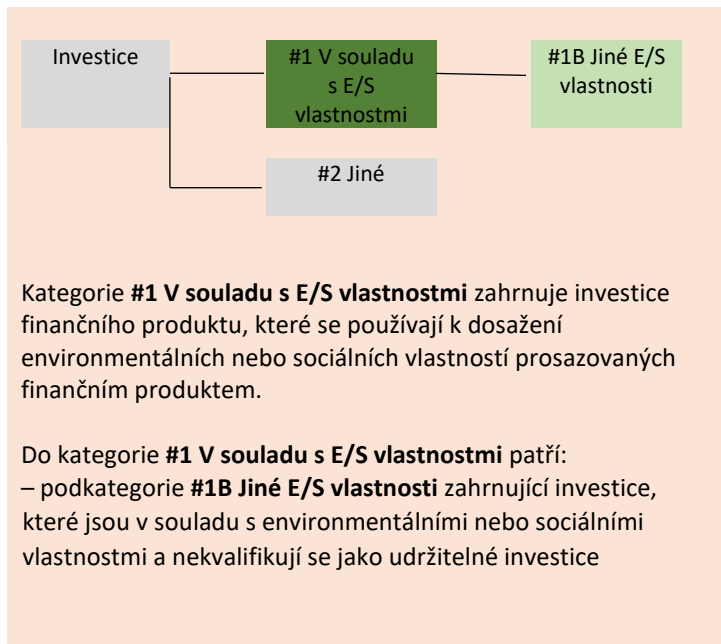 Investice
#1 V souladu
s E/S
vlastnostmi
#1B Jiné E/S
vlastnosti
#2 Jiné
Kategorie #1 V souladu s E/S vlastnostmi zahrnuje investice
finančního produktu, které se používají k dosažení
environmentálních nebo sociálních vlastností prosazovaných
finančním produktem.
Do kategorie #1 V souladu s E/S vlastnostmi patří:
– podkategorie #1B Jiné E/S vlastnosti zahrnující investice,
které jsou v souladu s environmentálními nebo sociálními
vlastnostmi a nekvalifikují se jako udržitelné investice